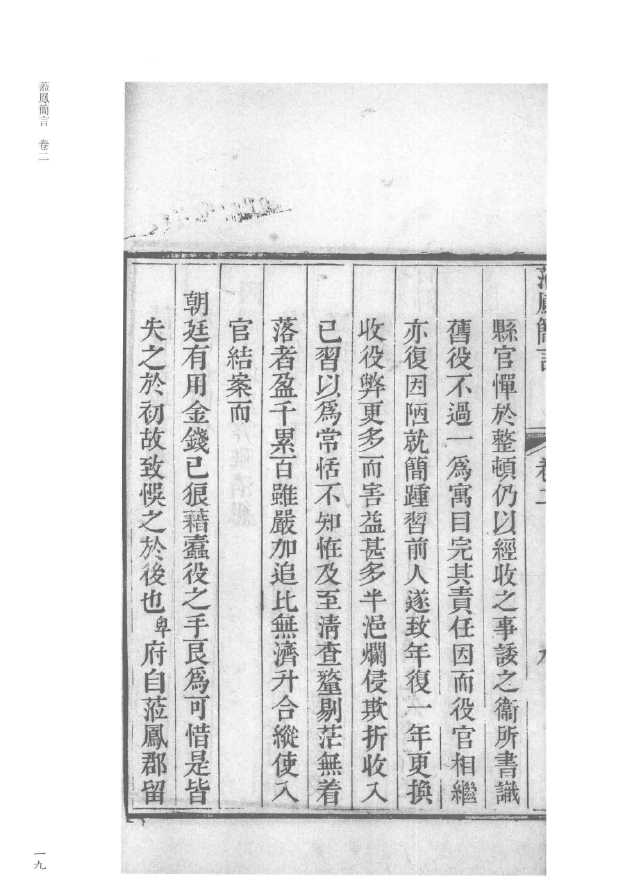 蒞鳳簡言
卷二
縣官憚於整頓仍以經收之事諉之衞所書識
舊役不過一爲寓目完其責任因而役官相繼
亦復因陋就簡踵習前人遂致年復一年更換
收役獘更多而害益甚多半浥爛侵欺折收入
已習以爲常恬不知恠及至淸查釐剔茫無着
落者盈千累百雖嚴加追比無濟升合縱使入
官結案而
朝廷有用金錢已狼藉蠹役之手艮爲可惜是皆
失之於初故致悞之於後也卑府自蒞鳳郡留
蒞鳳簡言 卷二
一九